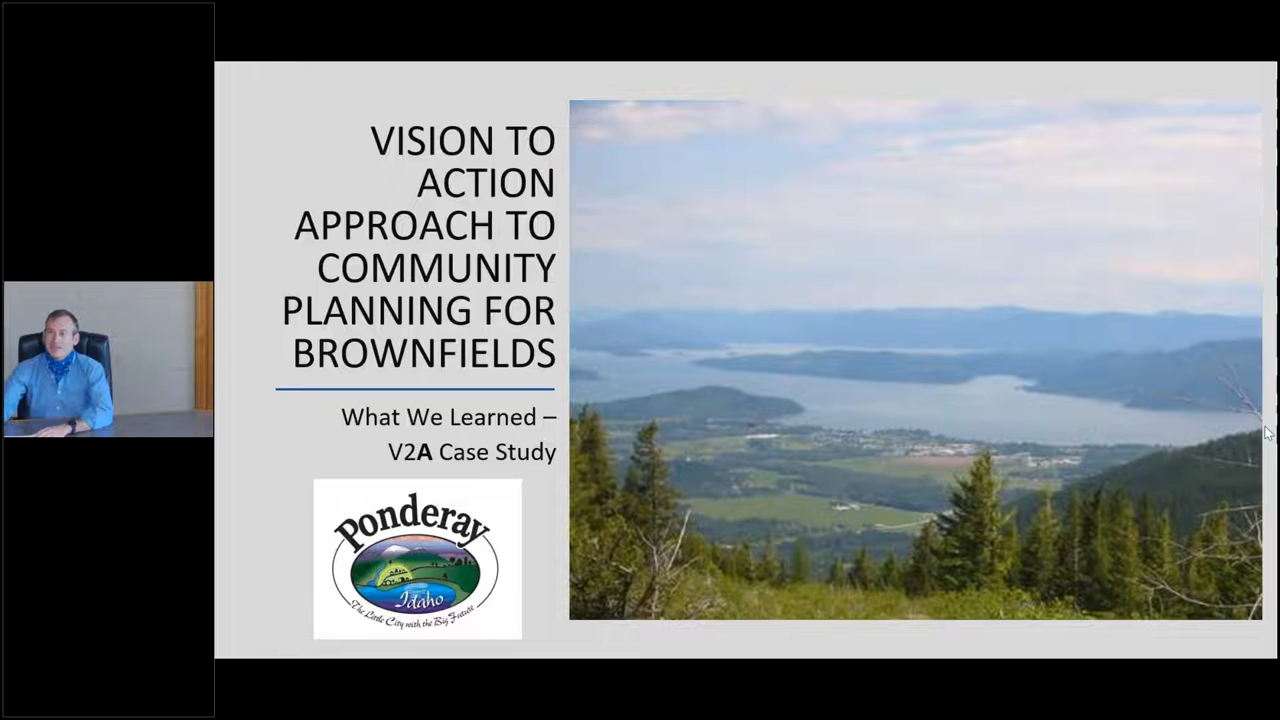 VISION TO
ACTION
APPROACH TO
COMMUNITY
PLANNING FOR
BROWNFIELDS
What We Learned –
V2A Case Study
Ponderay
Idaho
The Little City with the Big Future